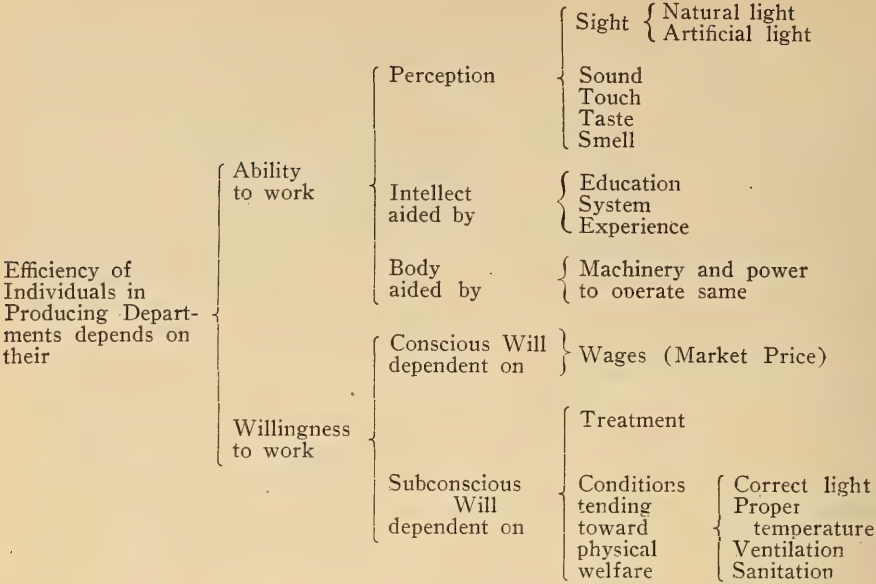 Efficiency of
Individuals in
Producing Depart-
ments depends on
their
Ability
to work
Perception
Sight
Natural light
Artificial light
Sound
Touch
Taste
Smell
Intellect
aided by
Education
System
Experience
Body
aided by
Machinery and power
to operate same
Willingness
to work
Conscious Will
dependent on
Wages (Market Price)
Subconscious
Will
dependent on
Treatment
Conditions
tending
toward
physical
welfare
Correct light
Proper
temperature
Ventilation
Sanitation